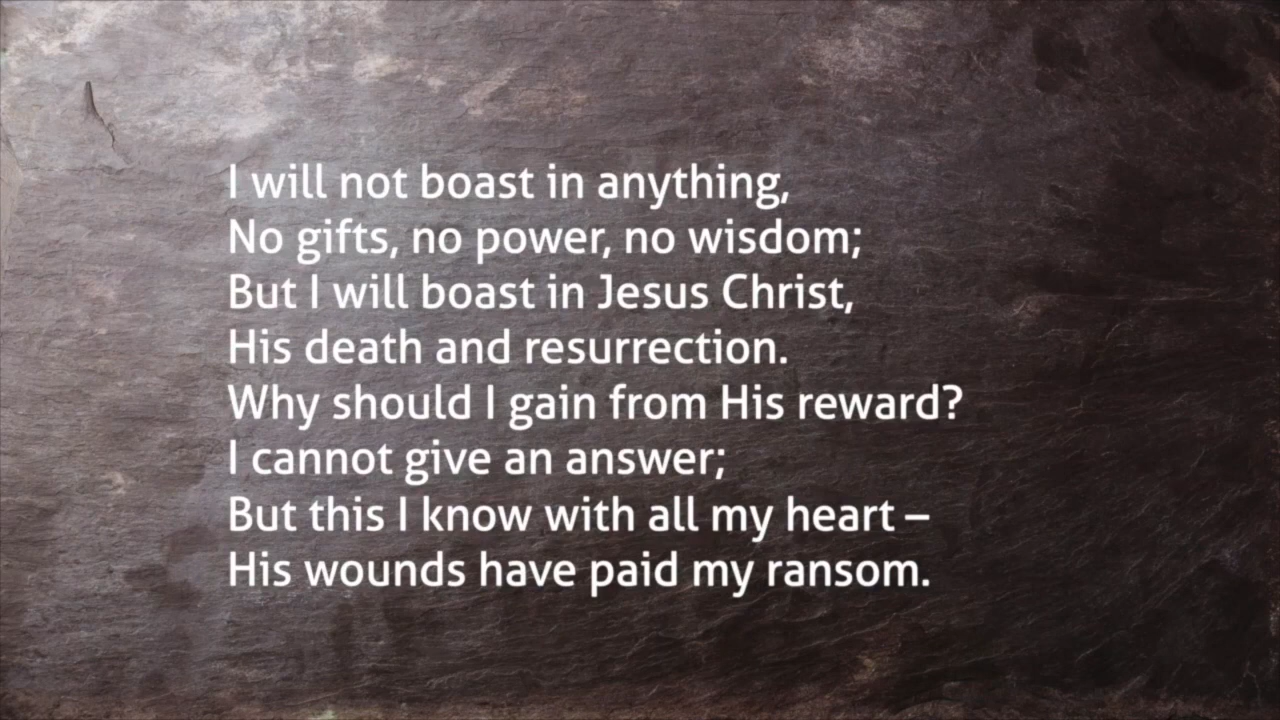 I will not boast in anything,
No gifts, no power, no wisdom;
But I will boast in Jesus Christ,
His death and resurrection.
Why should I gain from His reward?
I cannot give an answer;
But this I know with all my heart –
His wounds have paid my ransom.